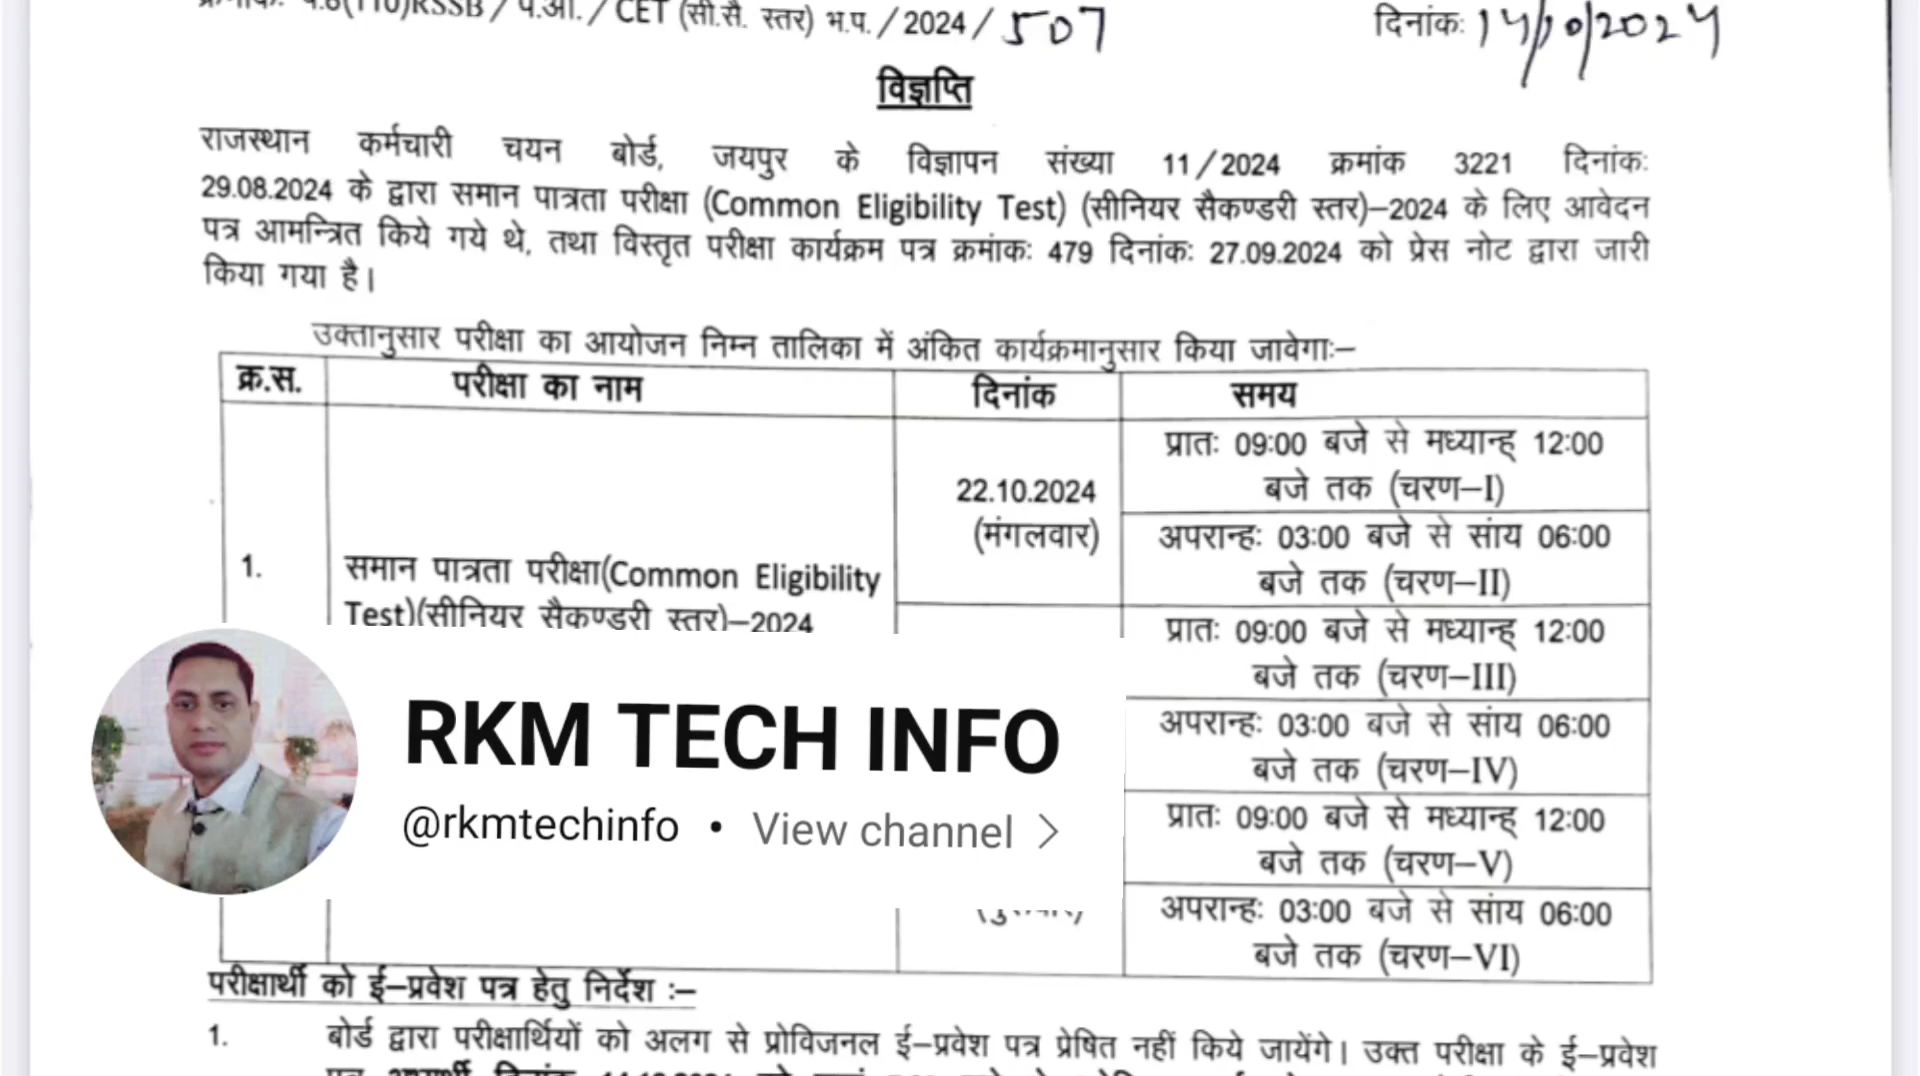 क्रमांकः प.8(110)RSSB / प.आ. / CET (सी.सै. स्तर) भ.प. / 2024 / 507 दिनांकः 14/10/2024
विज्ञप्ति
राजस्थान कर्मचारी चयन बोर्ड, जयपुर के विज्ञापन संख्या 11/2024 क्रमांक 3221 दिनांकः
29.08.2024 के द्वारा समान पात्रता परीक्षा (Common Eligibility Test) (सीनियर सैकण्डरी स्तर)–2024 के लिए आवेदन
पत्र आमन्त्रित किये गये थे, तथा विस्तृत परीक्षा कार्यक्रम पत्र क्रमांकः 479 दिनांकः 27.09.2024 को प्रेस नोट द्वारा जारी
किया गया है।
उक्तानुसार परीक्षा का आयोजन निम्न तालिका में अंकित कार्यक्रमानुसार किया जावेगाः–
क्र.स. परीक्षा का नाम दिनांक समय
1.
समान पात्रता परीक्षा(Common Eligibility
Test)(सीनियर सैकण्डरी स्तर)–2024
22.10.2024
(मंगलवार)
प्रातः 09:00 बजे से मध्यान्ह् 12:00
बजे तक (चरण–I)
अपरान्हः 03:00 बजे से सांय 06:00
बजे तक (चरण–II)
प्रातः 09:00 बजे से मध्यान्ह् 12:00
बजे तक (चरण–III)
अपरान्हः 03:00 बजे से सांय 06:00
बजे तक (चरण–IV)
प्रातः 09:00 बजे से मध्यान्ह् 12:00
बजे तक (चरण–V)
अपरान्हः 03:00 बजे से सांय 06:00
बजे तक (चरण–VI)
RKM TECH INFO
@rkmtechinfo • View channel >
परीक्षार्थी को ई–प्रवेश पत्र हेतु निर्देश :–
1. बोर्ड द्वारा परीक्षार्थियों को अलग से प्रोविजनल ई–प्रवेश पत्र प्रेषित नहीं किये जायेंगे। उक्त परीक्षा के ई–प्रवेश